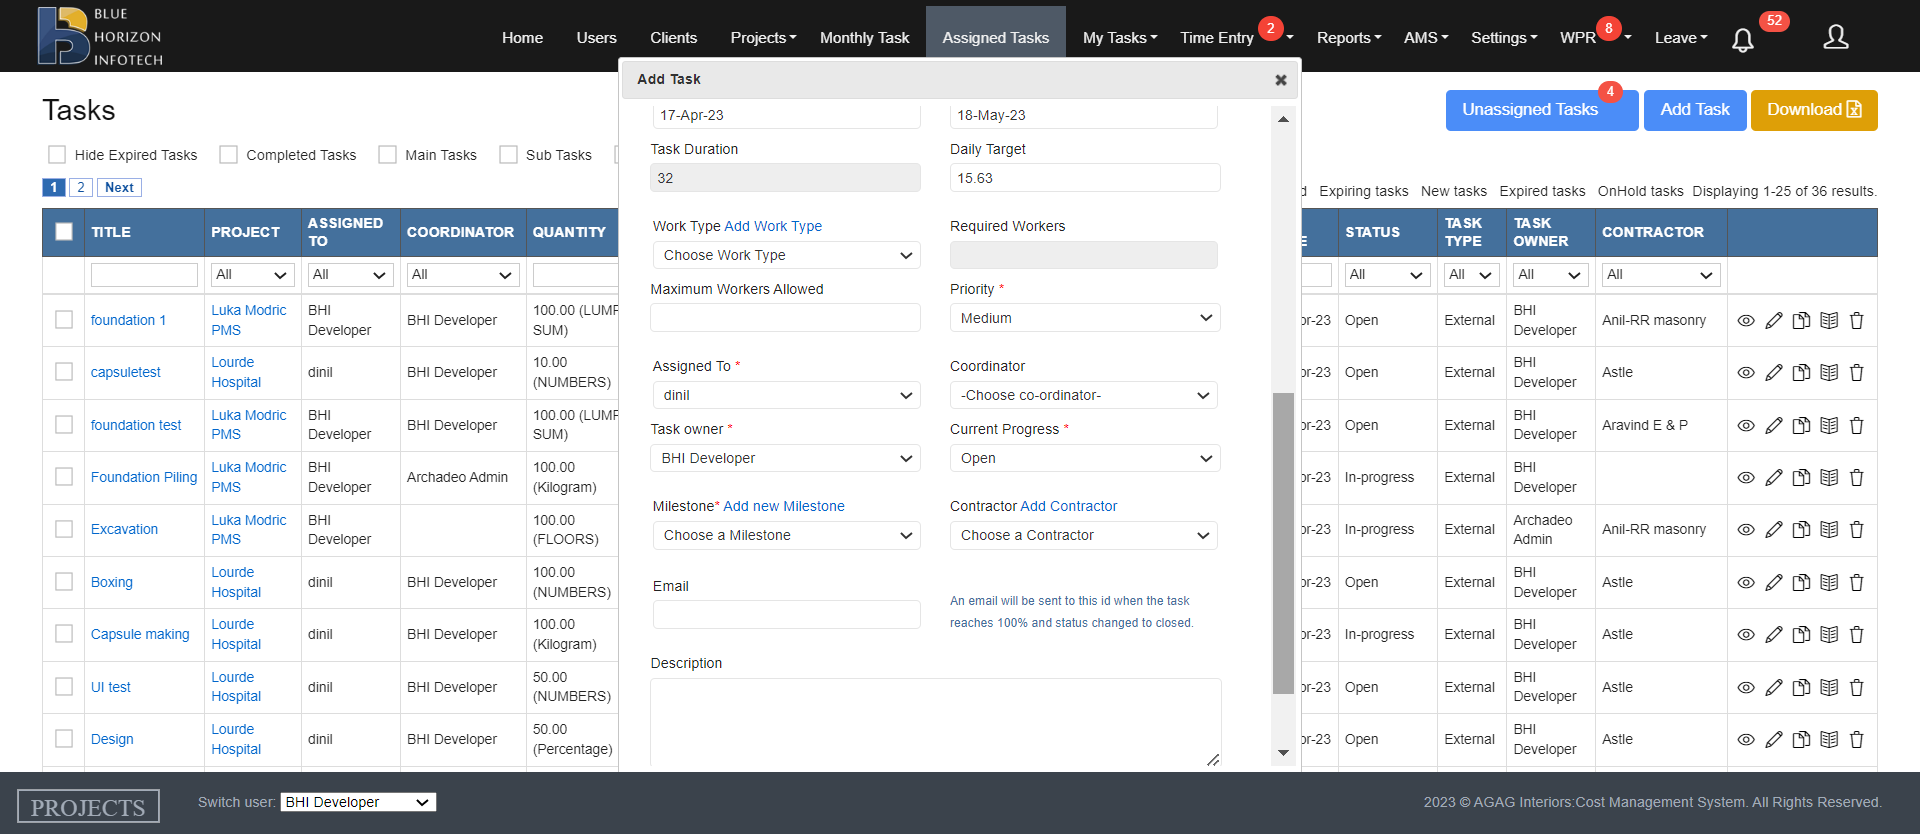 BLUE
HORIZON
INFOTECH
Home Users Clients Projects Monthly Task Assigned Tasks My Tasks Time Entry 2 Reports AMS Settings WPR 8 Leave 52
Tasks
Unassigned Tasks 4 Add Task Download
Hide Expired Tasks Completed Tasks Main Tasks Sub Tasks
1 2 Next
d Expiring tasks New tasks Expired tasks OnHold tasks Displaying 1-25 of 36 results.
TITLE PROJECT ASSIGNED TO COORDINATOR QUANTITY E STATUS TASK TYPE TASK OWNER CONTRACTOR
All All All All All All All
foundation 1 Luka Modric PMS BHI Developer BHI Developer 100.00 (LUMP SUM) pr-23 Open External BHI Developer Anil-RR masonry
capsuletest Lourde Hospital dinil BHI Developer 10.00 (NUMBERS) pr-23 Open External BHI Developer Astle
foundation test Luka Modric PMS BHI Developer BHI Developer 100.00 (LUMP SUM) pr-23 Open External BHI Developer Aravind E & P
Foundation Piling Luka Modric PMS BHI Developer Archadeo Admin 100.00 (Kilogram) pr-23 In-progress External BHI Developer
Excavation Luka Modric PMS BHI Developer 100.00 (FLOORS) pr-23 In-progress External Archadeo Admin Anil-RR masonry
Boxing Lourde Hospital dinil BHI Developer 100.00 (NUMBERS) pr-23 Open External BHI Developer Astle
Capsule making Lourde Hospital dinil BHI Developer 100.00 (Kilogram) pr-23 In-progress External BHI Developer Astle
UI test Lourde Hospital dinil BHI Developer 50.00 (NUMBERS) pr-23 Open External BHI Developer Astle
Design Lourde Hospital dinil BHI Developer 50.00 (Percentage) pr-23 Open External BHI Developer Astle
Add Task
17-Apr-23 18-May-23
Task Duration Daily Target
32 15.63
Work Type Add Work Type Required Workers
Choose Work Type
Maximum Workers Allowed Priority *
Medium
Assigned To * Coordinator
dinil -Choose co-ordinator-
Task owner * Current Progress *
BHI Developer Open
Milestone* Add new Milestone Contractor Add Contractor
Choose a Milestone Choose a Contractor
Email
An email will be sent to this id when the task
reaches 100% and status changed to closed.
Description
PROJECTS Switch user: BHI Developer 2023 © AGAG Interiors:Cost Management System. All Rights Reserved.